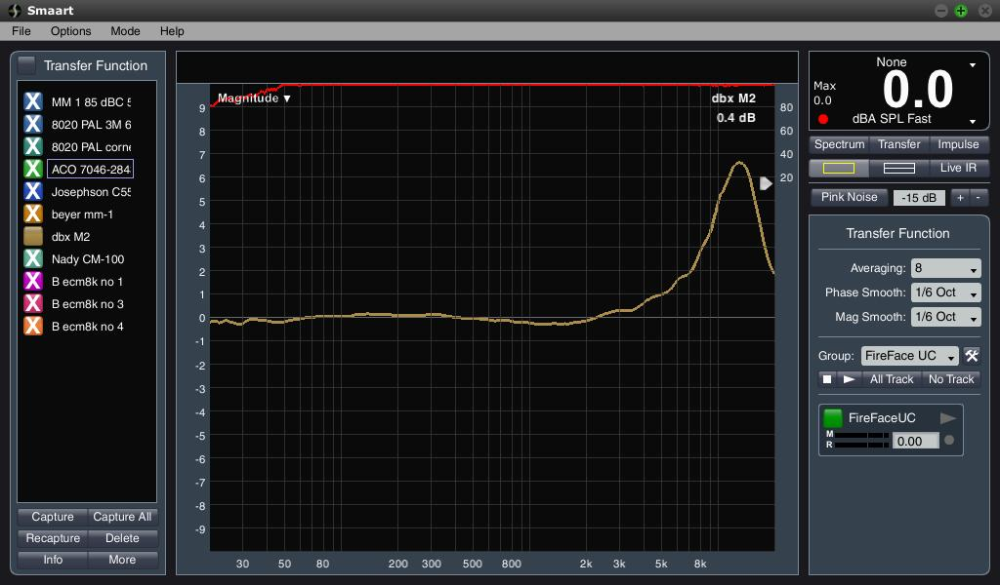 Smaart
File Options Mode Help
Transfer Function
MM 1 85 dBC 5
8020 PAL 3M 6
8020 PAL corne
ACO 7046-284
Josephson C55
beyer mm-1
dbx M2
Nady CM-100
B ecm8k no 1
B ecm8k no 3
B ecm8k no 4
Capture Capture All
Recapture Delete
Info More
Magnitude ▼
dbx M2
0.4 dB
9
8
7
6
5
4
3
2
1
0
-1
-2
-3
-4
-5
-6
-7
-8
-9
80
60
40
20
30 50 80 200 300 500 800 2k 3k 5k 8k
None
Max
0.0
0.0
dBA SPL Fast
Spectrum Transfer Impulse
Live IR
Pink Noise -15 dB + -
Transfer Function
Averaging: 8
Phase Smooth: 1/6 Oct
Mag Smooth: 1/6 Oct
Group: FireFace UC
All Track No Track
FireFaceUC
M
R
0.00